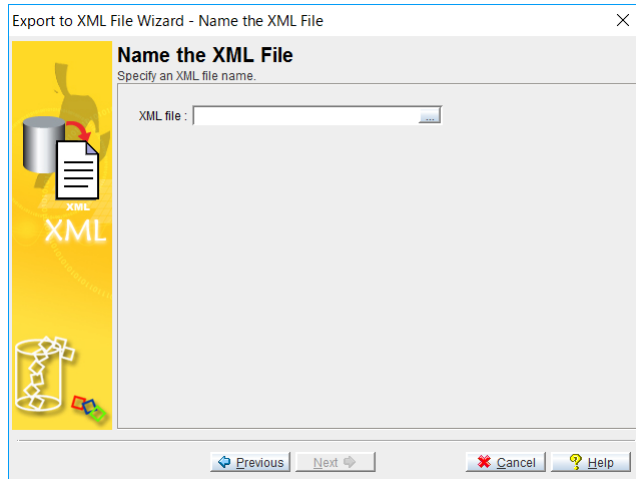 Export to XML File Wizard - Name the XML File
Name the XML File
Specify an XML file name.
XML file :
...
XML
XML
Previous Next Cancel Help